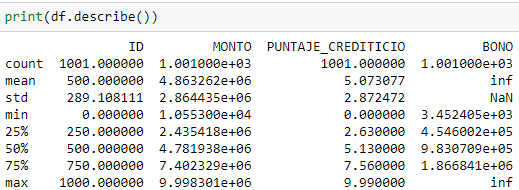 print(df.describe())
ID MONTO PUNTAJE_CREDITICIO BONO
count 1001.000000 1.001000e+03 1001.000000 1.001000e+03
mean 500.000000 4.863262e+06 5.073077 inf
std 289.108111 2.864435e+06 2.872472 NaN
min 0.000000 1.055300e+04 0.000000 3.452405e+03
25% 250.000000 2.435418e+06 2.630000 4.546002e+05
50% 500.000000 4.781938e+06 5.130000 9.830709e+05
75% 750.000000 7.402329e+06 7.560000 1.866841e+06
max 1000.000000 9.998301e+06 9.990000 inf